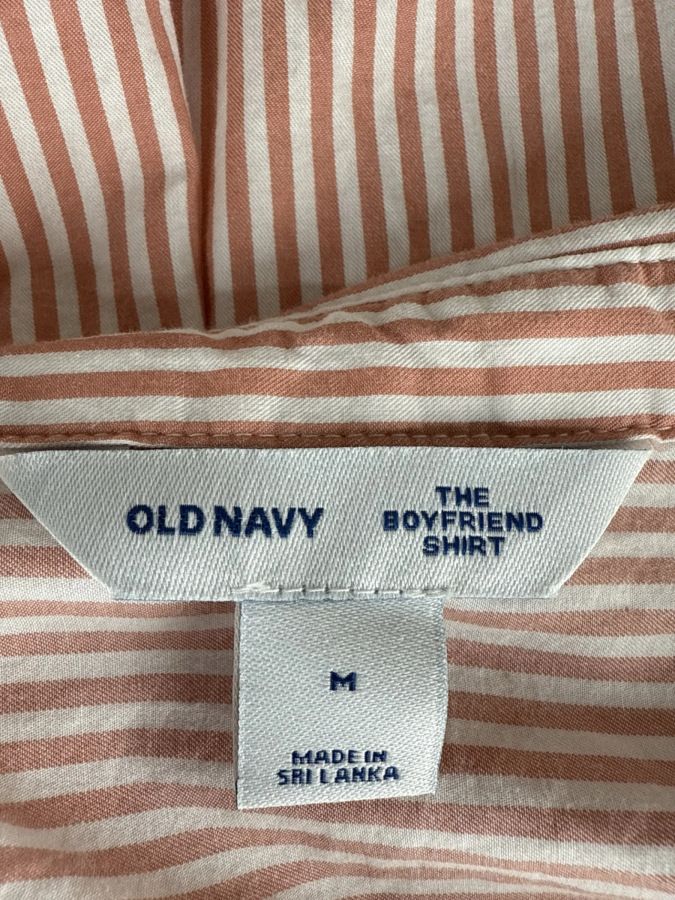 OLD NAVY
THE
BOYFRIEND
SHIRT
M
MADE IN
SRI LANKA